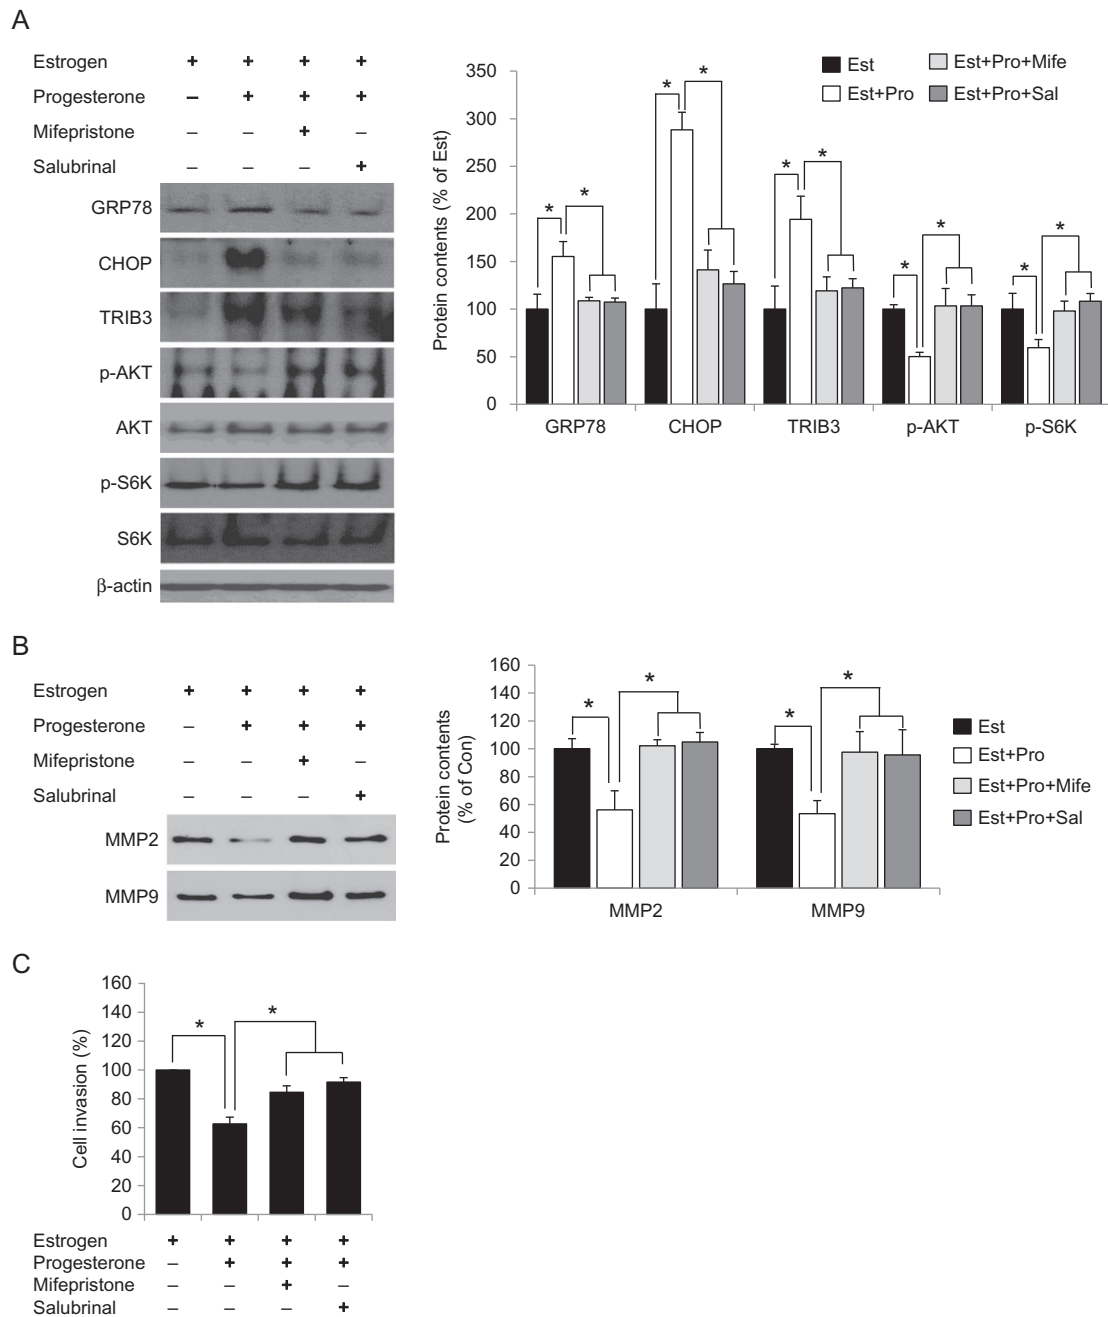 A
Estrogen + + + +
Progesterone – + + +
Mifepristone – – + –
Salubrinal – – – +
GRP78
CHOP
TRIB3
p-AKT
AKT
p-S6K
S6K
β-actin
Protein contents (% of Est)
350
300
250
200
150
100
50
0
Est
Est+Pro
Est+Pro+Mife
Est+Pro+Sal
* * * * * * * * * *
GRP78 CHOP TRIB3 p-AKT p-S6K
B
Estrogen + + + +
Progesterone – + + +
Mifepristone – – + –
Salubrinal – – – +
MMP2
MMP9
Protein contents
(% of Con)
160
140
120
100
80
60
40
20
0
* * * *
MMP2 MMP9
Est
Est+Pro
Est+Pro+Mife
Est+Pro+Sal
C
Cell invasion (%)
160
140
120
100
80
60
40
20
0
* *
Estrogen + + + +
Progesterone – + + +
Mifepristone – – + –
Salubrinal – – – +